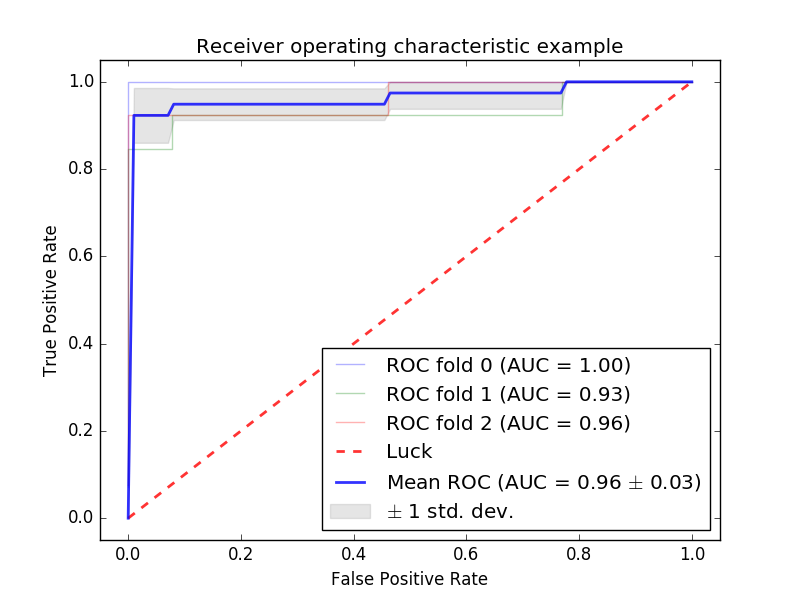 Receiver operating characteristic example
True Positive Rate
1.0
0.8
0.6
0.4
0.2
0.0
ROC fold 0 (AUC = 1.00)
ROC fold 1 (AUC = 0.93)
ROC fold 2 (AUC = 0.96)
Luck
Mean ROC (AUC = 0.96 ± 0.03)
± 1 std. dev.
0.0 0.2 0.4 0.6 0.8 1.0
False Positive Rate